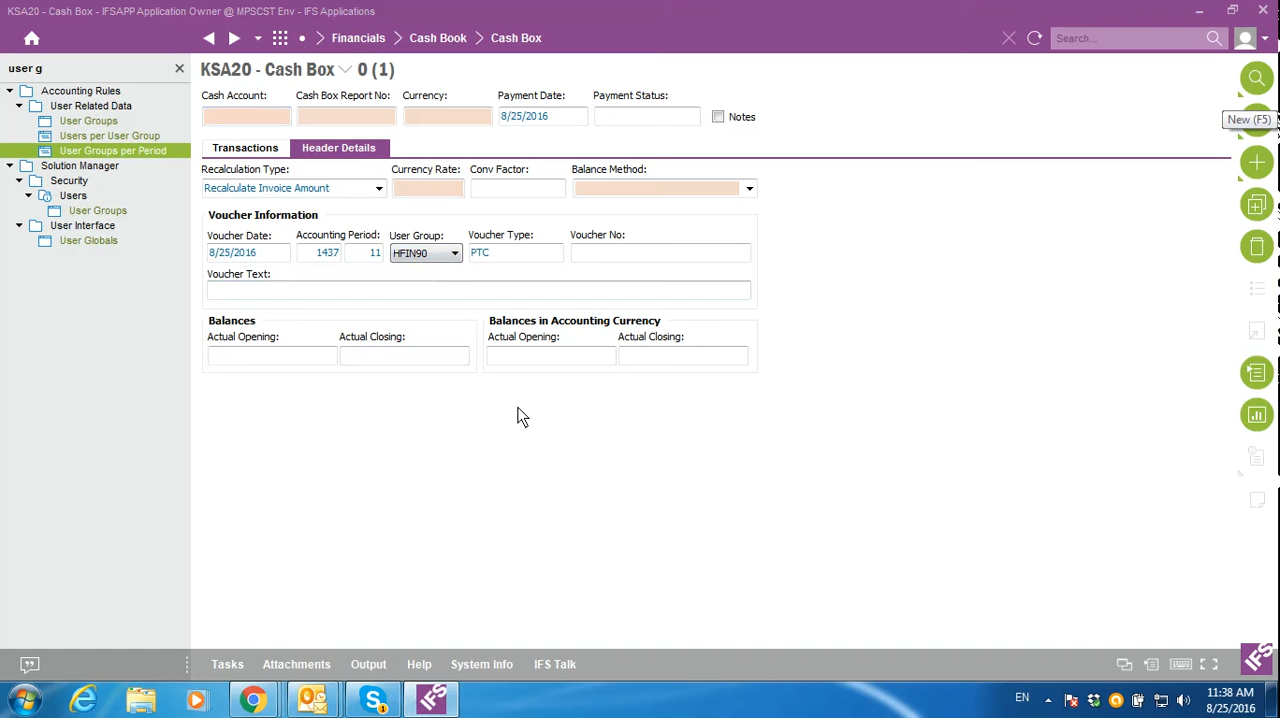 KSA20 - Cash Box - IFSAPP Application Owner @ MPSCST Env - IFS Applications
Financials Cash Book Cash Box
Search...
user g
Accounting Rules
User Related Data
User Groups
Users per User Group
User Groups per Period
Solution Manager
Security
Users
User Groups
User Interface
User Globals
KSA20 - Cash Box 0 (1)
Cash Account: Cash Box Report No: Currency: Payment Date: Payment Status:
8/25/2016
Notes
New (F5)
Transactions Header Details
Recalculation Type: Currency Rate: Conv Factor: Balance Method:
Recalculate Invoice Amount
Voucher Information
Voucher Date: Accounting Period: User Group: Voucher Type: Voucher No:
8/25/2016 1437 11 HFIN90 PTC
Voucher Text:
Balances Balances in Accounting Currency
Actual Opening: Actual Closing: Actual Opening: Actual Closing:
Tasks Attachments Output Help System Info IFS Talk
IFS
EN
11:38 AM
8/25/2016